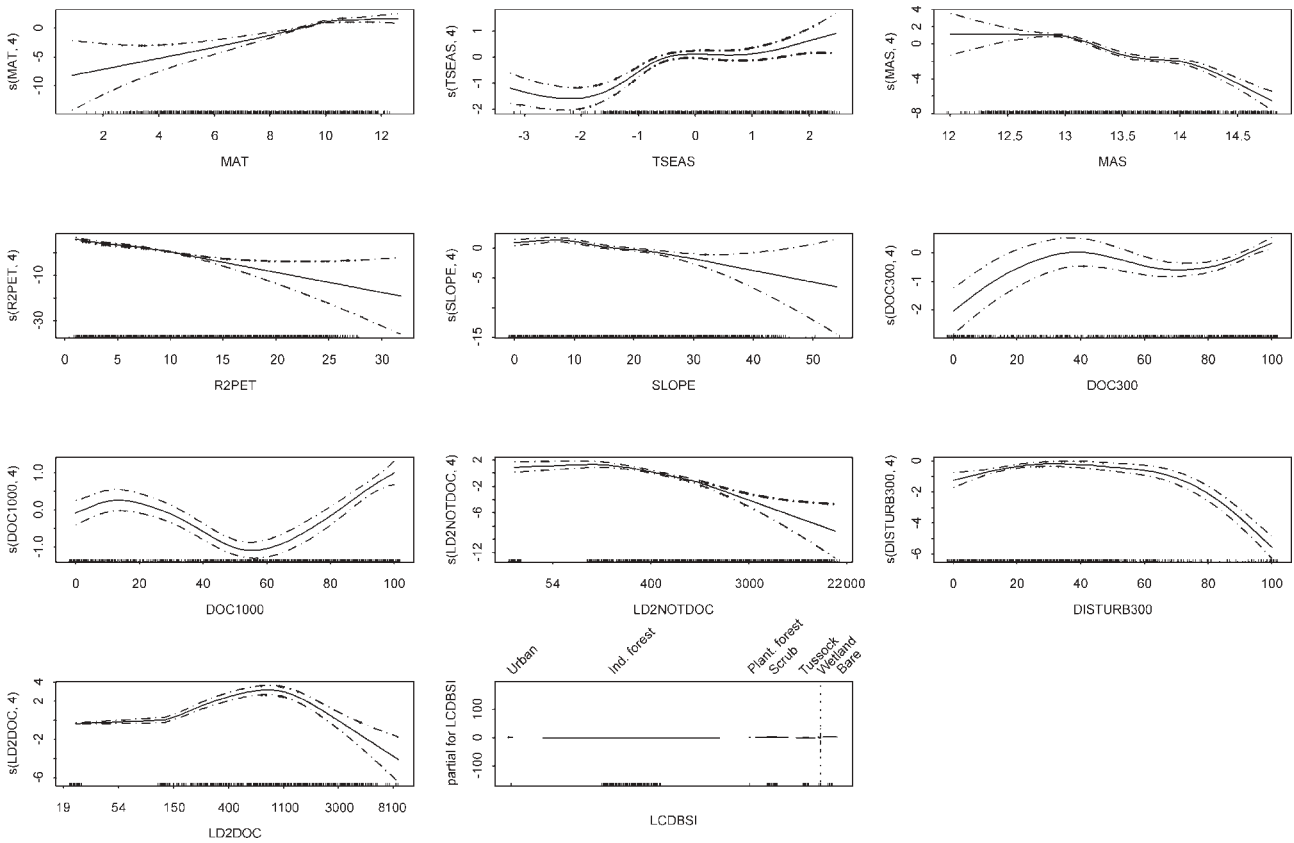 s(MAT, 4)
0
-5
-10
2 4 6 8 10 12
MAT
s(TSEAS, 4)
1
0
-1
-2
-3 -2 -1 0 1 2
TSEAS
s(MAS, 4)
4
2
0
-4
-8
12 12.5 13 13.5 14 14.5
MAS
s(R2PET, 4)
-10
-30
0 5 10 15 20 25 30
R2PET
s(SLOPE, 4)
0
-5
-15
0 10 20 30 40 50
SLOPE
s(DOC300, 4)
0
-2
0 20 40 60 80 100
DOC300
s(DOC1000, 4)
1.0
0.0
-1.0
0 20 40 60 80 100
DOC1000
s(LD2NOTDOC, 4)
2
-2
-6
-12
54 400 3000 22000
LD2NOTDOC
s(DISTURB300, 4)
0
-2
-4
-6
0 20 40 60 80 100
DISTURB300
s(LD2DOC, 4)
4
2
-2
-6
19 54 150 400 1100 3000 8100
LD2DOC
Urban
Ind. forest
Plant. forest
Scrub
Tussock
Wetland
Bare
partial for LCDBSI
100
0
-100
LCDBSI